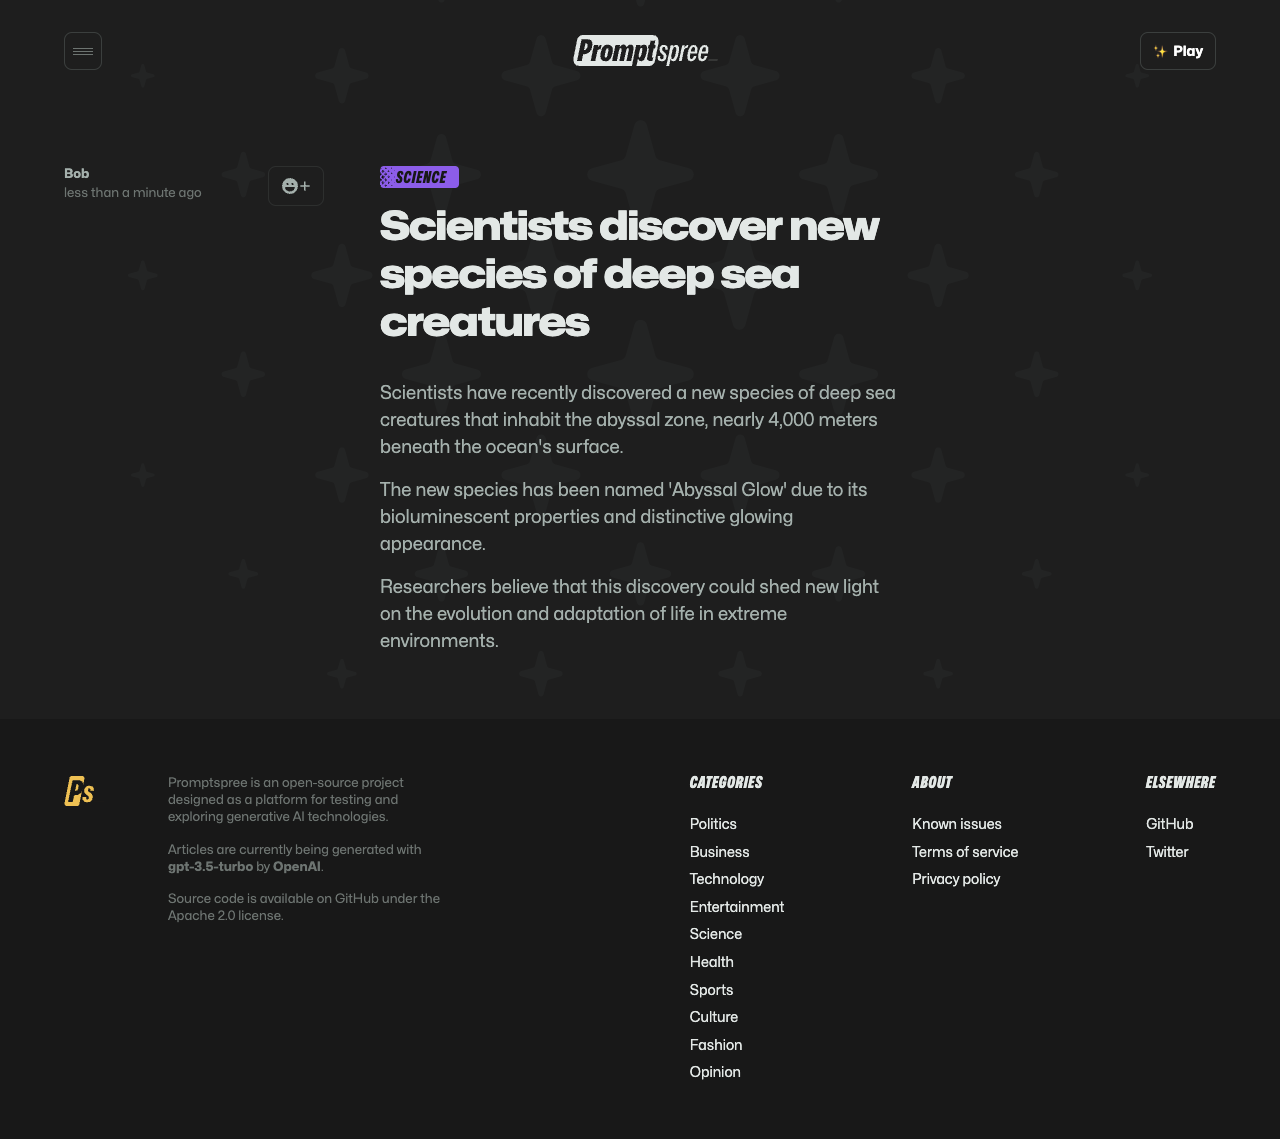 Promptspree
Play
Bob
less than a minute ago
SCIENCE
Scientists discover new
species of deep sea
creatures
Scientists have recently discovered a new species of deep sea
creatures that inhabit the abyssal zone, nearly 4,000 meters
beneath the ocean's surface.
The new species has been named 'Abyssal Glow' due to its
bioluminescent properties and distinctive glowing
appearance.
Researchers believe that this discovery could shed new light
on the evolution and adaptation of life in extreme
environments.
Ps
Promptspree is an open-source project
designed as a platform for testing and
exploring generative AI technologies.
Articles are currently being generated with
gpt-3.5-turbo by OpenAI.
Source code is available on GitHub under the
Apache 2.0 license.
CATEGORIES
Politics
Business
Technology
Entertainment
Science
Health
Sports
Culture
Fashion
Opinion
ABOUT
Known issues
Terms of service
Privacy policy
ELSEWHERE
GitHub
Twitter